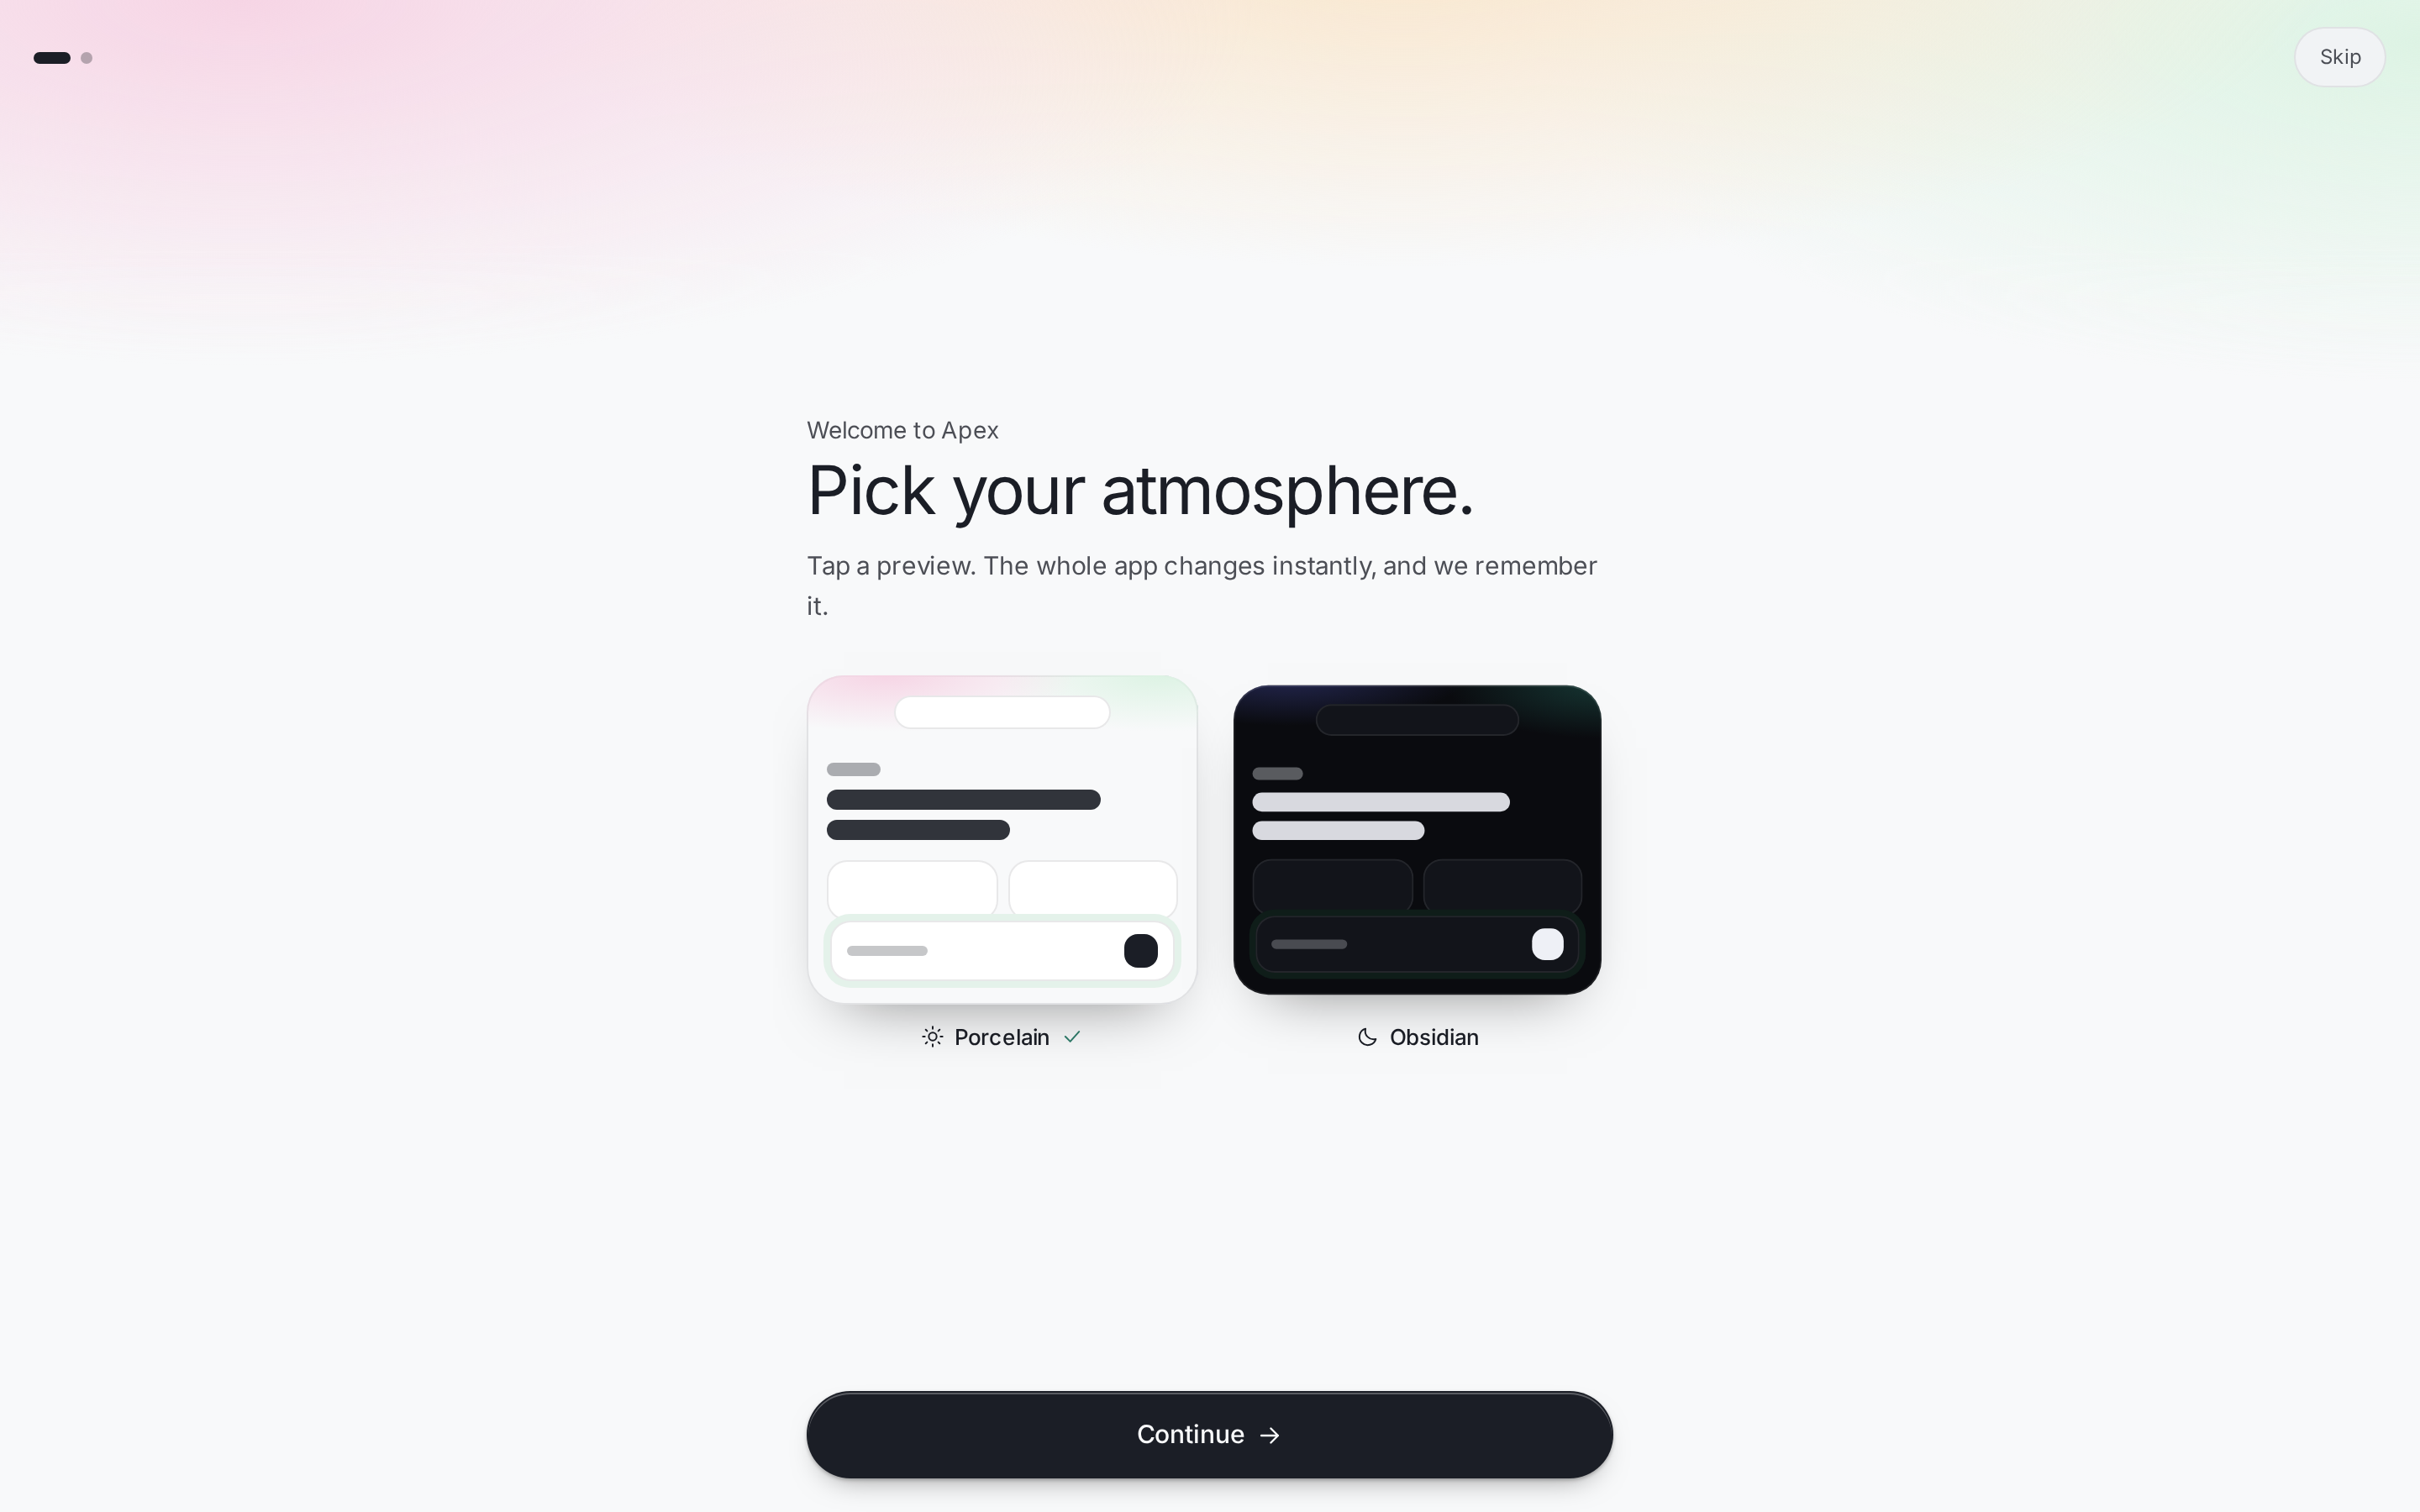 Skip
Welcome to Apex
Pick your atmosphere.
Tap a preview. The whole app changes instantly, and we remember
it.
Porcelain
Obsidian
Continue